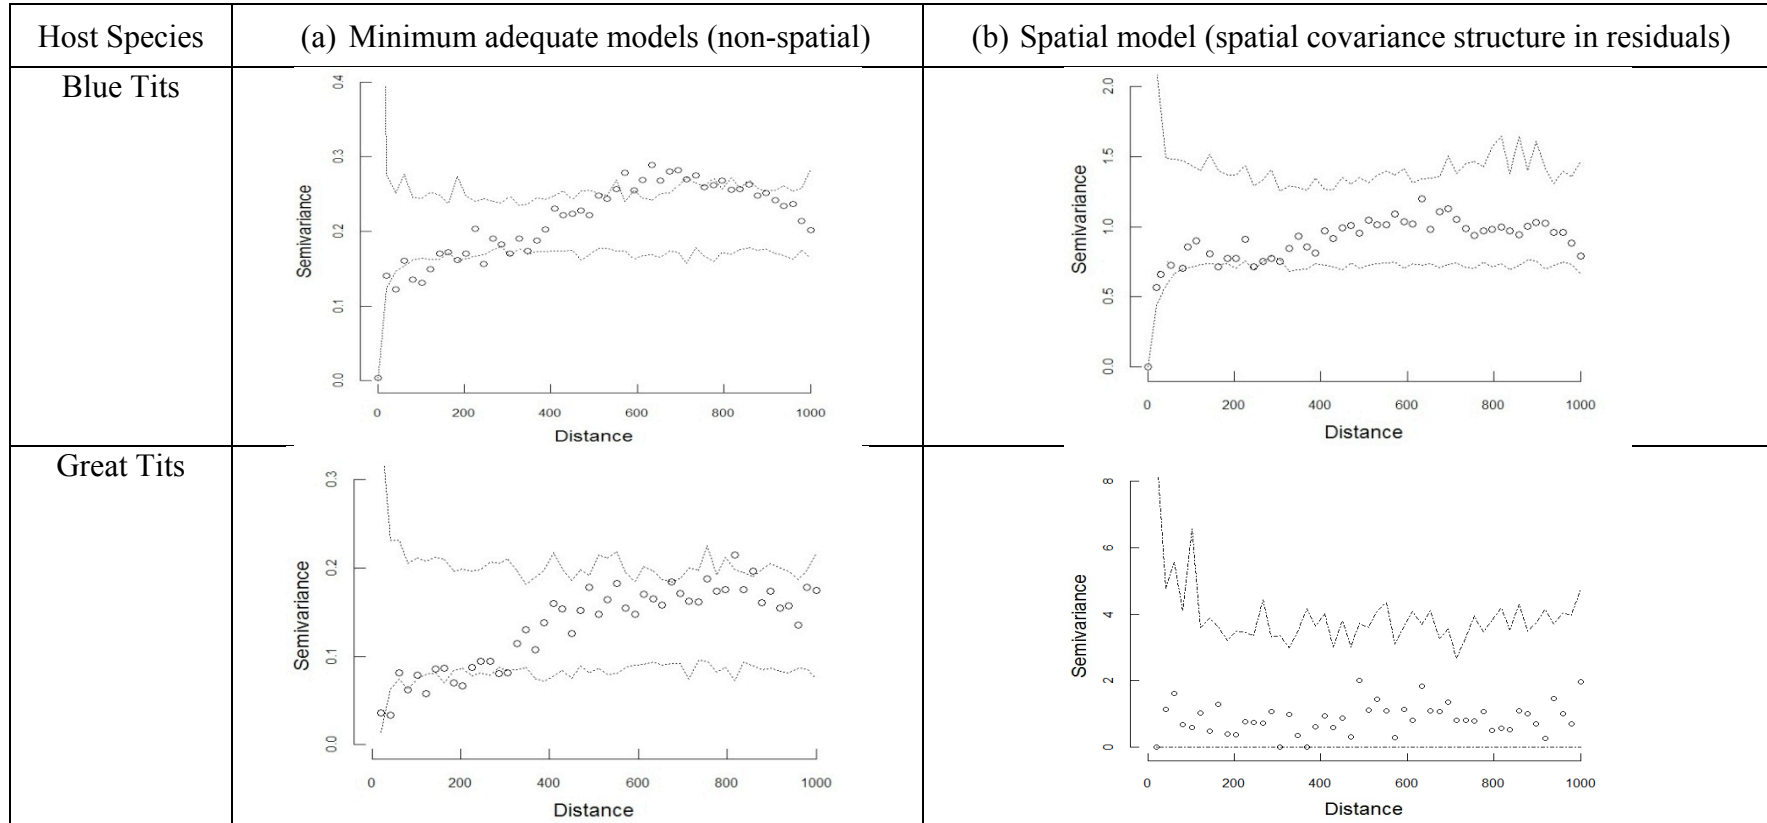 Host Species
(a) Minimum adequate models (non-spatial)
(b) Spatial model (spatial covariance structure in residuals)
Blue Tits
Semivariance
0.4
0.3
0.2
0.1
0.0
0 200 400 600 800 1000
Distance
Semivariance
2.0
1.5
1.0
0.5
0.0
0 200 400 600 800 1000
Distance
Great Tits
Semivariance
0.3
0.2
0.1
0.0
0 200 400 600 800 1000
Distance
Semivariance
8
6
4
2
0
0 200 400 600 800 1000
Distance